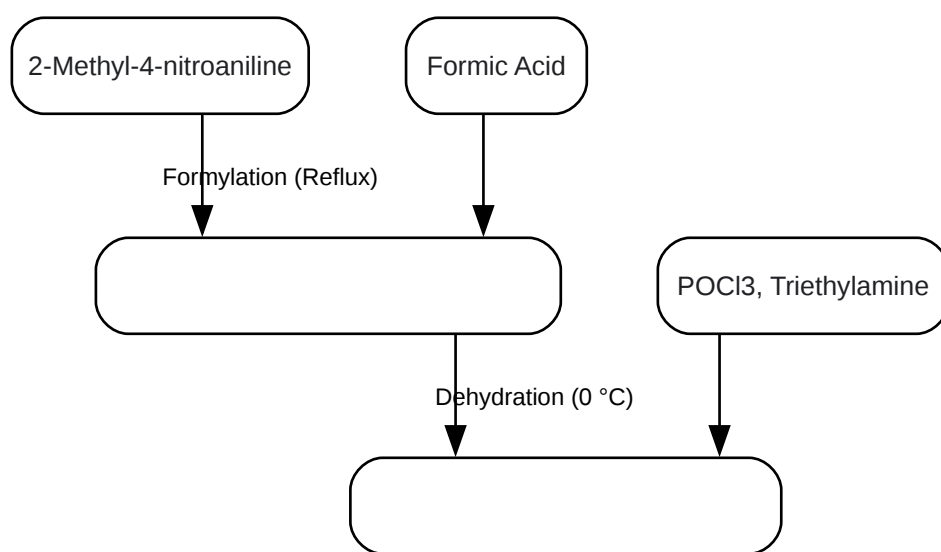 2-Methyl-4-nitroaniline
Formic Acid
Formylation (Reflux)
POCl3, Triethylamine
Dehydration (0 °C)